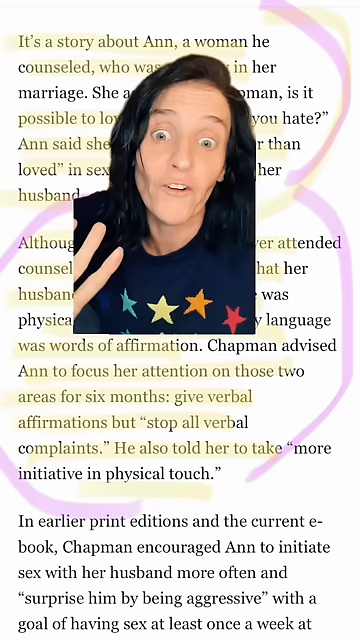 It’s a story about Ann, a woman he
counseled, who was in her
marriage. She pman, is it
possible to lov you hate?”
Ann said she r than
loved” in sex her
husband
Althoug ver attended
counsel hat her
husban was
physica y language
was words of affirmation. Chapman advised
Ann to focus her attention on those two
areas for six months: give verbal
affirmations but “stop all verbal
complaints.” He also told her to take “more
initiative in physical touch.”
In earlier print editions and the current e-
book, Chapman encouraged Ann to initiate
sex with her husband more often and
“surprise him by being aggressive” with a
goal of having sex at least once a week at